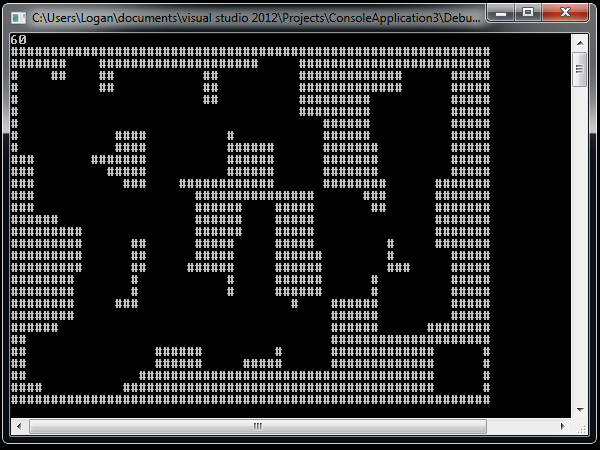 C:\Users\Logan\documents\visual studio 2012\Projects\ConsoleApplication3\Debu...
60
############################################################
#######    ####################     ########################
#    ##    ##           ##          #############      #####
#          ##           ##          #############      #####
#                       ##          #########          #####
#                                   #########          #####
#                                      ######          #####
#            ####          #           ######          #####
#            ####          ######      #######         #####
###       #######          ######      #######         #####
###         #####          ######      #######         #####
###           ###    ############      ########      #######
###                    ###############      ###      #######
###                    ######    #####       ##      #######
######                 ######    #####               #######
#########              ######    #####               #######
#########      ##      #####     #####         #     #######
#########      ##      #####     ######        #       #####
#########      ##     ######     ######        ###     #####
########       #           #     ######      #         #####
########       #           #     ######      #         #####
########     ###                   #    ######         #####
########                                ######         #####
######                                  ######      ########
##                                      ####################
##                ######         #      #############      #
##                ######     #####      #############      #
##              #####################################      #
####          #######################################      #
############################################################